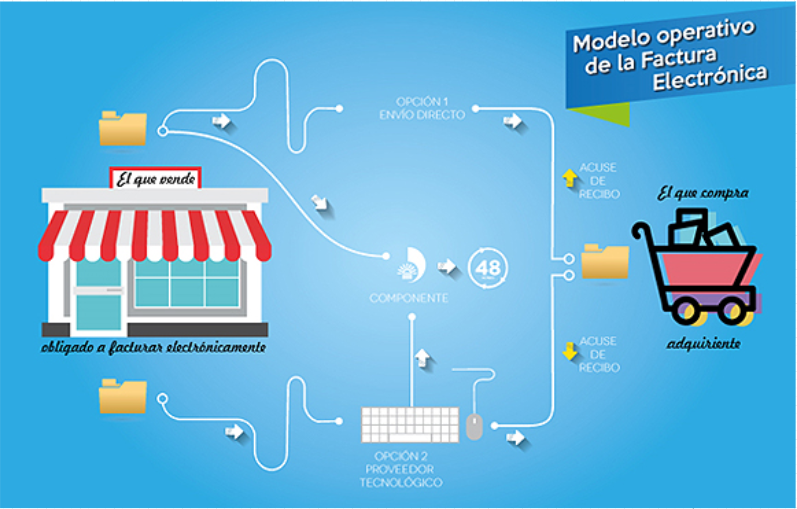 Modelo operativo
de la Factura
Electrónica
OPCIÓN 1
ENVÍO DIRECTO
El que vende
ACUSE
DE
RECIBO
El que compra
48
COMPONENTE
obligado a facturar electrónicamente
ACUSE
DE
RECIBO
adquiriente
OPCIÓN 2
PROVEEDOR
TECNOLÓGICO